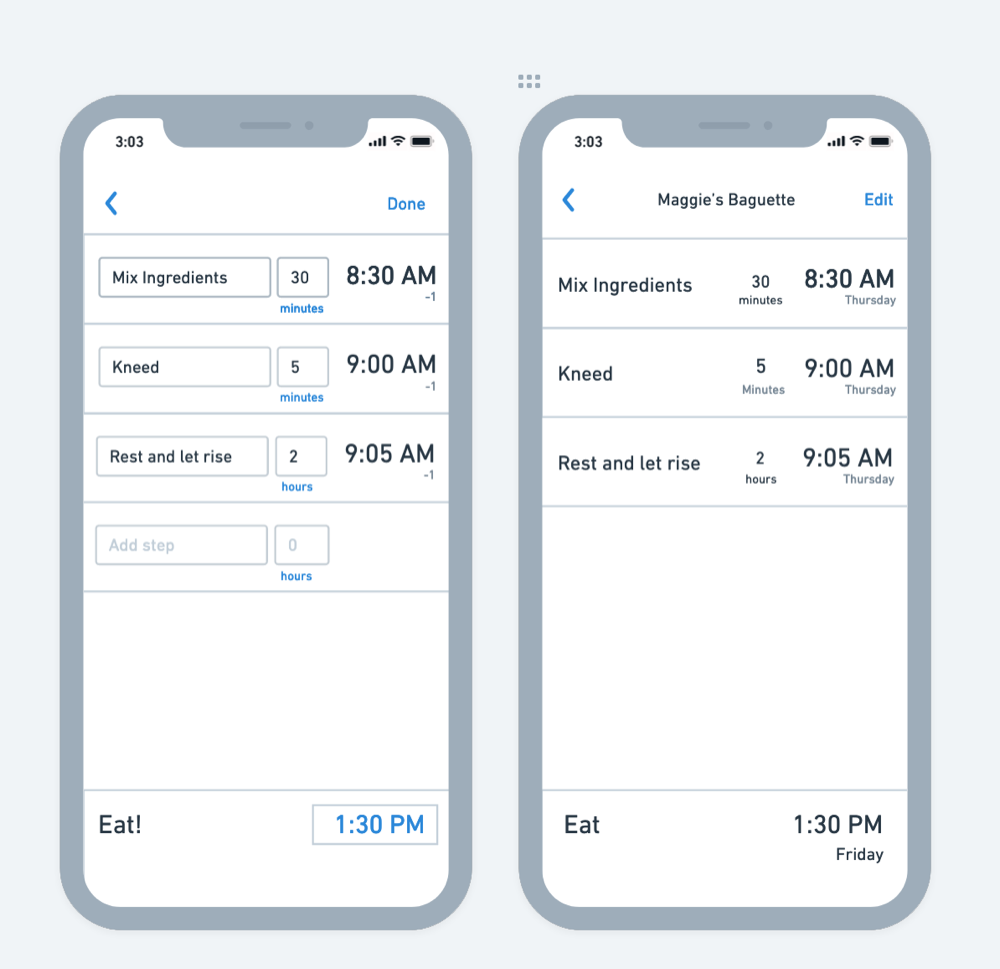 3:03
Done
Mix Ingredients 30 8:30 AM
minutes -1
Kneed 5 9:00 AM
minutes -1
Rest and let rise 2 9:05 AM
hours -1
Add step 0
hours
Eat! 1:30 PM
3:03
Maggie's Baguette Edit
Mix Ingredients 30 8:30 AM
minutes Thursday
Kneed 5 9:00 AM
Minutes Thursday
Rest and let rise 2 9:05 AM
hours Thursday
Eat 1:30 PM
Friday